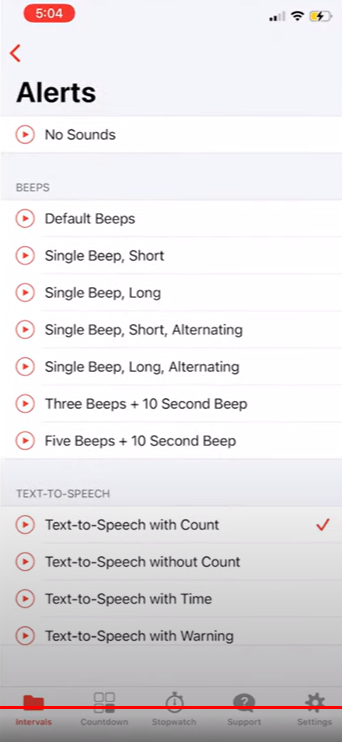 5:04
Alerts
No Sounds
BEEPS
Default Beeps
Single Beep, Short
Single Beep, Long
Single Beep, Short, Alternating
Single Beep, Long, Alternating
Three Beeps + 10 Second Beep
Five Beeps + 10 Second Beep
TEXT-TO-SPEECH
Text-to-Speech with Count
Text-to-Speech without Count
Text-to-Speech with Time
Text-to-Speech with Warning
Intervals Countdown Stopwatch Support Settings